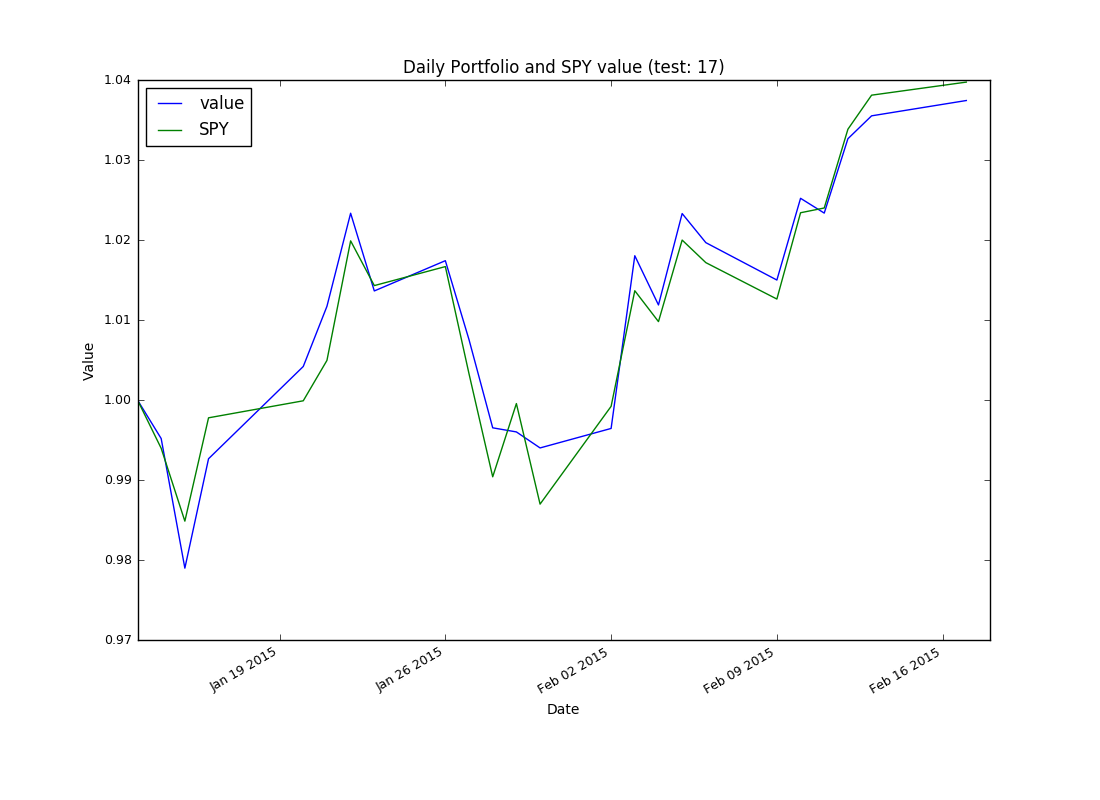 Daily Portfolio and SPY value (test: 17)
1.04
value
SPY
1.03
1.02
1.01
1.00
0.99
0.98
0.97
Value
Jan 19 2015
Jan 26 2015
Feb 02 2015
Feb 09 2015
Feb 16 2015
Date